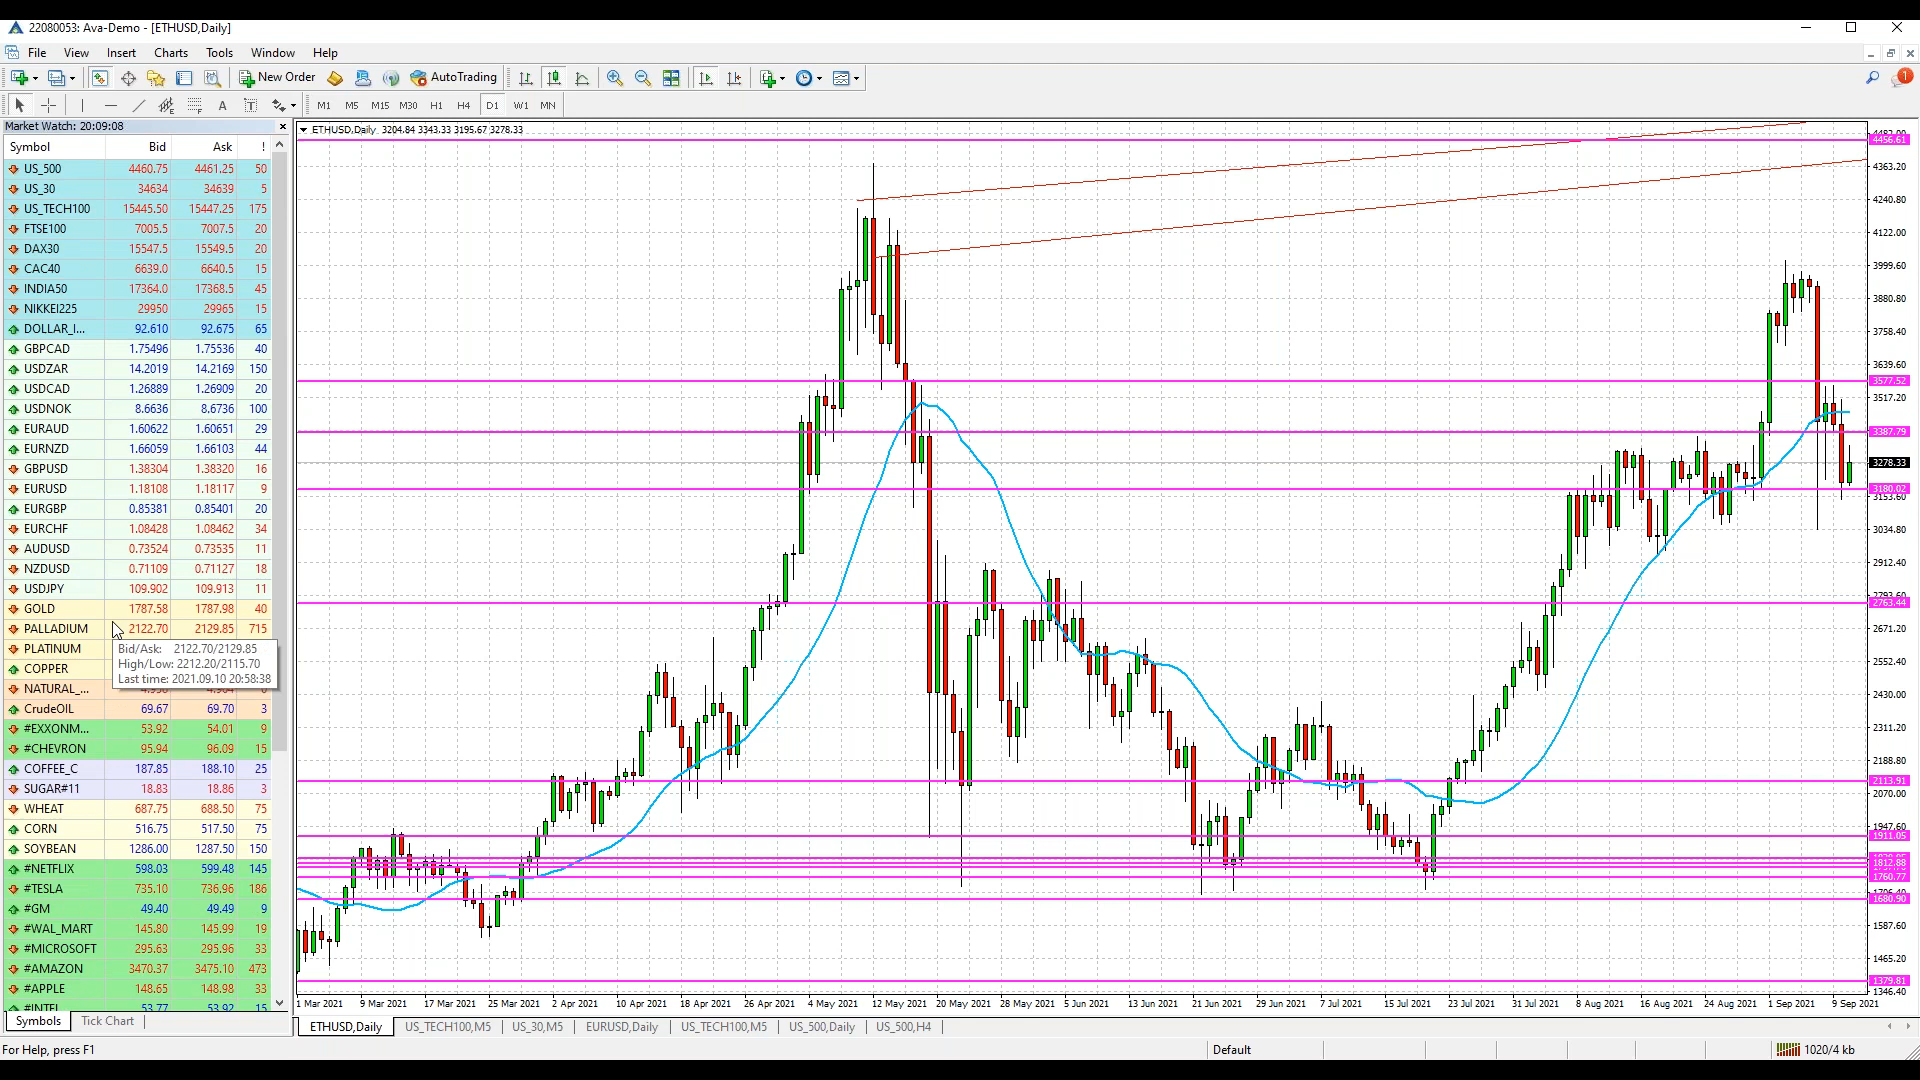 22080053: Ava-Demo - [ETHUSD,Daily]
File View Insert Charts Tools Window Help
New Order AutoTrading
1
A T M1 M5 M15 M30 H1 H4 D1 W1 MN
Market Watch: 20:09:08
Symbol Bid Ask !
US_500 4460.75 4461.25 50
US_30 34634 34639 5
US_TECH100 15445.50 15447.25 175
FTSE100 7005.5 7007.5 20
DAX30 15547.5 15549.5 20
CAC40 6639.0 6640.5 15
INDIA50 17364.0 17368.5 45
NIKKEI225 29950 29965 15
DOLLAR_I... 92.610 92.675 65
GBPCAD 1.75496 1.75536 40
USDZAR 14.2019 14.2169 150
USDCAD 1.26889 1.26909 20
USDNOK 8.6636 8.6736 100
EURAUD 1.60622 1.60651 29
EURNZD 1.66059 1.66103 44
GBPUSD 1.38304 1.38320 16
EURUSD 1.18108 1.18117 9
EURGBP 0.85381 0.85401 20
EURCHF 1.08428 1.08462 34
AUDUSD 0.73524 0.73535 11
NZDUSD 0.71109 0.71127 18
USDJPY 109.902 109.913 11
GOLD 1787.58 1787.98 40
PALLADIUM 2122.70 2129.85 715
PLATINUM
COPPER
NATURAL_...
Bid/Ask: 2122.70/2129.85
High/Low: 2212.20/2115.70
Last time: 2021.09.10 20:58:38
CrudeOIL 69.67 69.70 3
#EXXONM... 53.92 54.01 9
#CHEVRON 95.94 96.09 15
COFFEE_C 187.85 188.10 25
SUGAR#11 18.83 18.86 3
WHEAT 687.75 688.50 75
CORN 516.75 517.50 75
SOYBEAN 1286.00 1287.50 150
#NETFLIX 598.03 599.48 145
#TESLA 735.10 736.96 186
#GM 49.40 49.49 9
#WAL_MART 145.80 145.99 19
#MICROSOFT 295.63 295.96 33
#AMAZON 3470.37 3475.10 473
#APPLE 148.65 148.98 33
#INTEL 53.77 53.92 15
Symbols Tick Chart
ETHUSD,Daily 3204.84 3343.33 3195.67 3278.33
4456.61
4363.20
4240.80
4122.00
3999.60
3880.80
3758.40
3639.60
3577.52
3517.20
3387.79
3278.33
3180.02
3153.60
3034.80
2912.40
2793.60
2763.44
2671.20
2552.40
2430.00
2311.20
2188.80
2113.91
2070.00
1947.60
1911.05
1812.88
1760.77
1706.40
1680.90
1587.60
1465.20
1379.81
1346.40
1 Mar 2021 9 Mar 2021 17 Mar 2021 25 Mar 2021 2 Apr 2021 10 Apr 2021 18 Apr 2021 26 Apr 2021 4 May 2021 12 May 2021 20 May 2021 28 May 2021 5 Jun 2021 13 Jun 2021 21 Jun 2021 29 Jun 2021 7 Jul 2021 15 Jul 2021 23 Jul 2021 31 Jul 2021 8 Aug 2021 16 Aug 2021 24 Aug 2021 1 Sep 2021 9 Sep 2021
ETHUSD,Daily US_TECH100,M5 US_30,M5 EURUSD,Daily US_TECH100,M5 US_500,Daily US_500,H4
For Help, press F1 Default 1020/4 kb